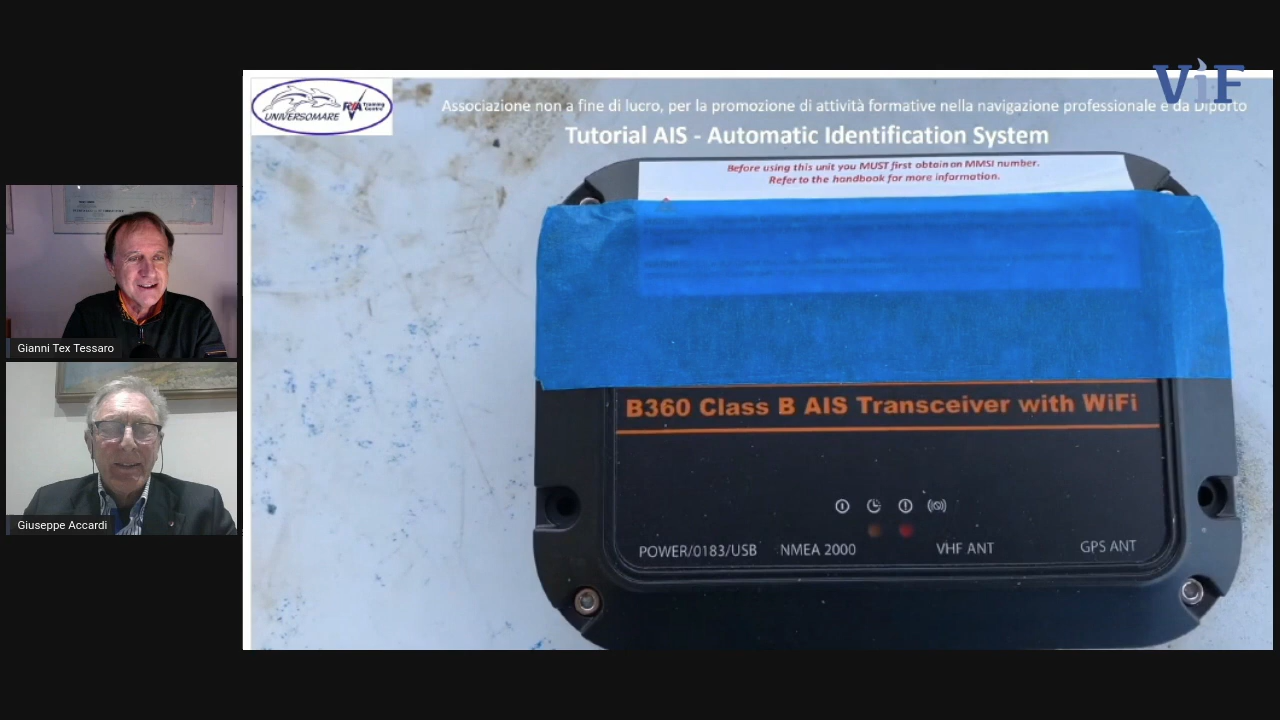 ViF
UNIVERSOMARE
RYA Training Centre
Associazione non a fine di lucro, per la promozione di attività formative nella navigazione professionale e da Diporto
Tutorial AIS - Automatic Identification System
Before using this unit you MUST first obtain an MMSI number.
Refer to the handbook for more information.
B360 Class B AIS Transceiver with WiFi
POWER/0183/USB NMEA 2000 VHF ANT GPS ANT
Gianni Tex Tessaro
Giuseppe Accardi